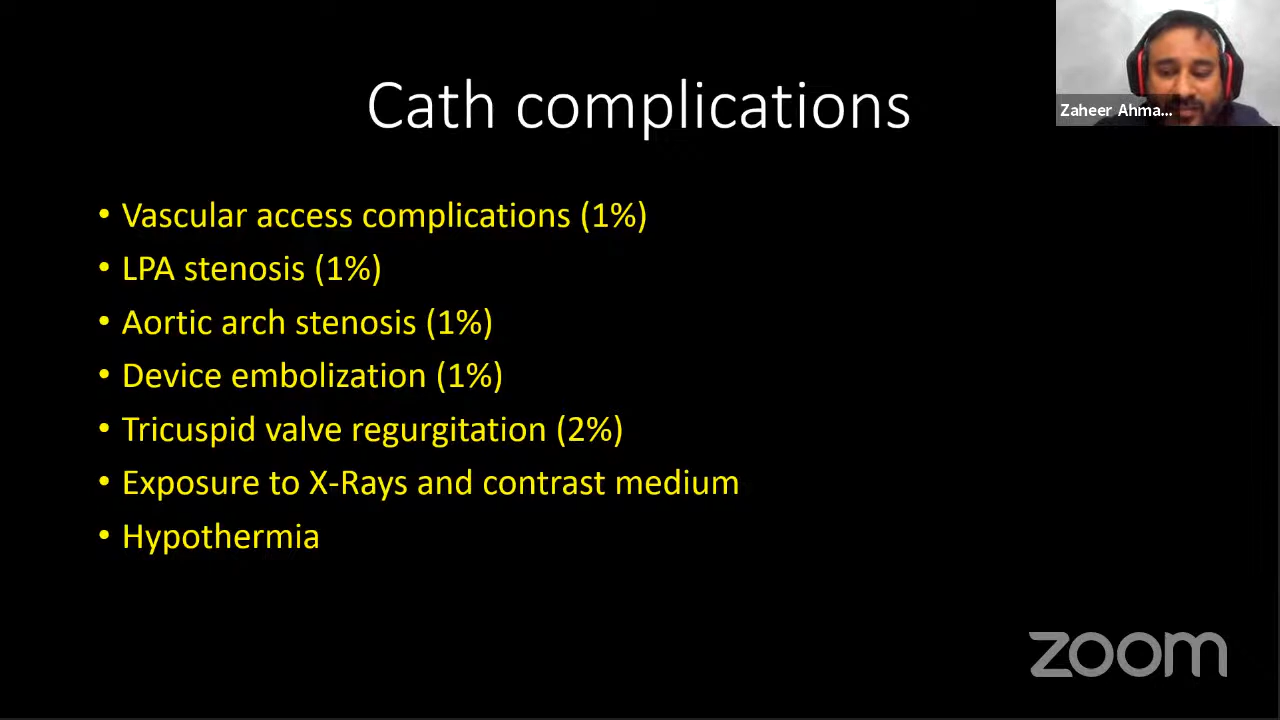 Cath complications
Zaheer Ahma...
• Vascular access complications (1%)
• LPA stenosis (1%)
• Aortic arch stenosis (1%)
• Device embolization (1%)
• Tricuspid valve regurgitation (2%)
• Exposure to X-Rays and contrast medium
• Hypothermia
zoom